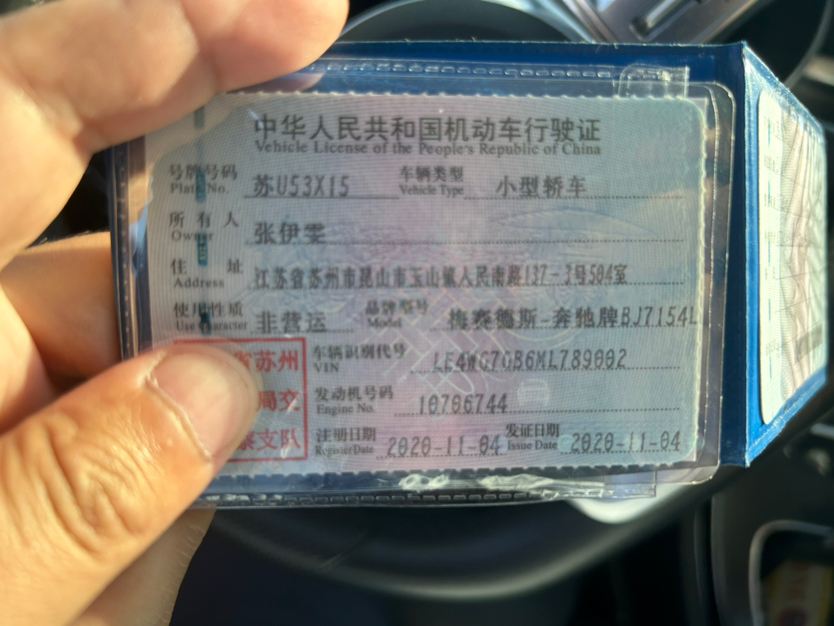 中华人民共和国机动车行驶证
Vehicle License of the People's Republic of China
号牌号码 苏U53X15 车辆类型 小型轿车
Plate No. Vehicle Type
所有人 张伊雯
Owner
住址 江苏省苏州市昆山市玉山镇人民南路137-3号504室
Address
使用性质 非营运 品牌型号 梅赛德斯-奔驰牌BJ7154L
Use Character Model
省苏州 车辆识别代号 LE4WG7GB6ML789002
VIN
局交 发动机号码 10706744
Engine No.
支队 注册日期 2020-11-04 发证日期 2020-11-04
Register Date Issue Date